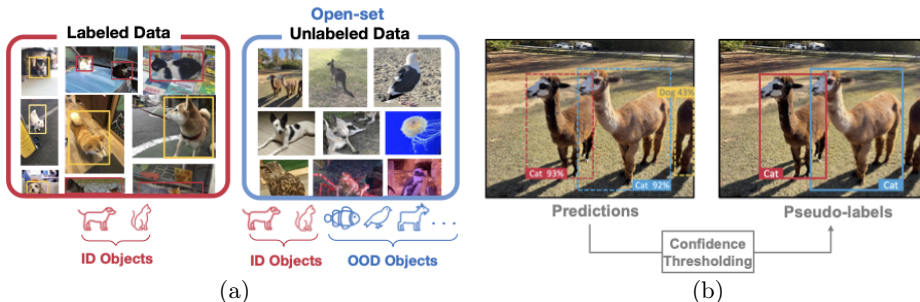 Open-set
Labeled Data
Unlabeled Data
ID Objects
ID Objects
OOD Objects
...
(a)
Dog 43%
Cat 93%
Cat 92%
Cat
Cat
Predictions
Pseudo-labels
Confidence
Thresholding
(b)